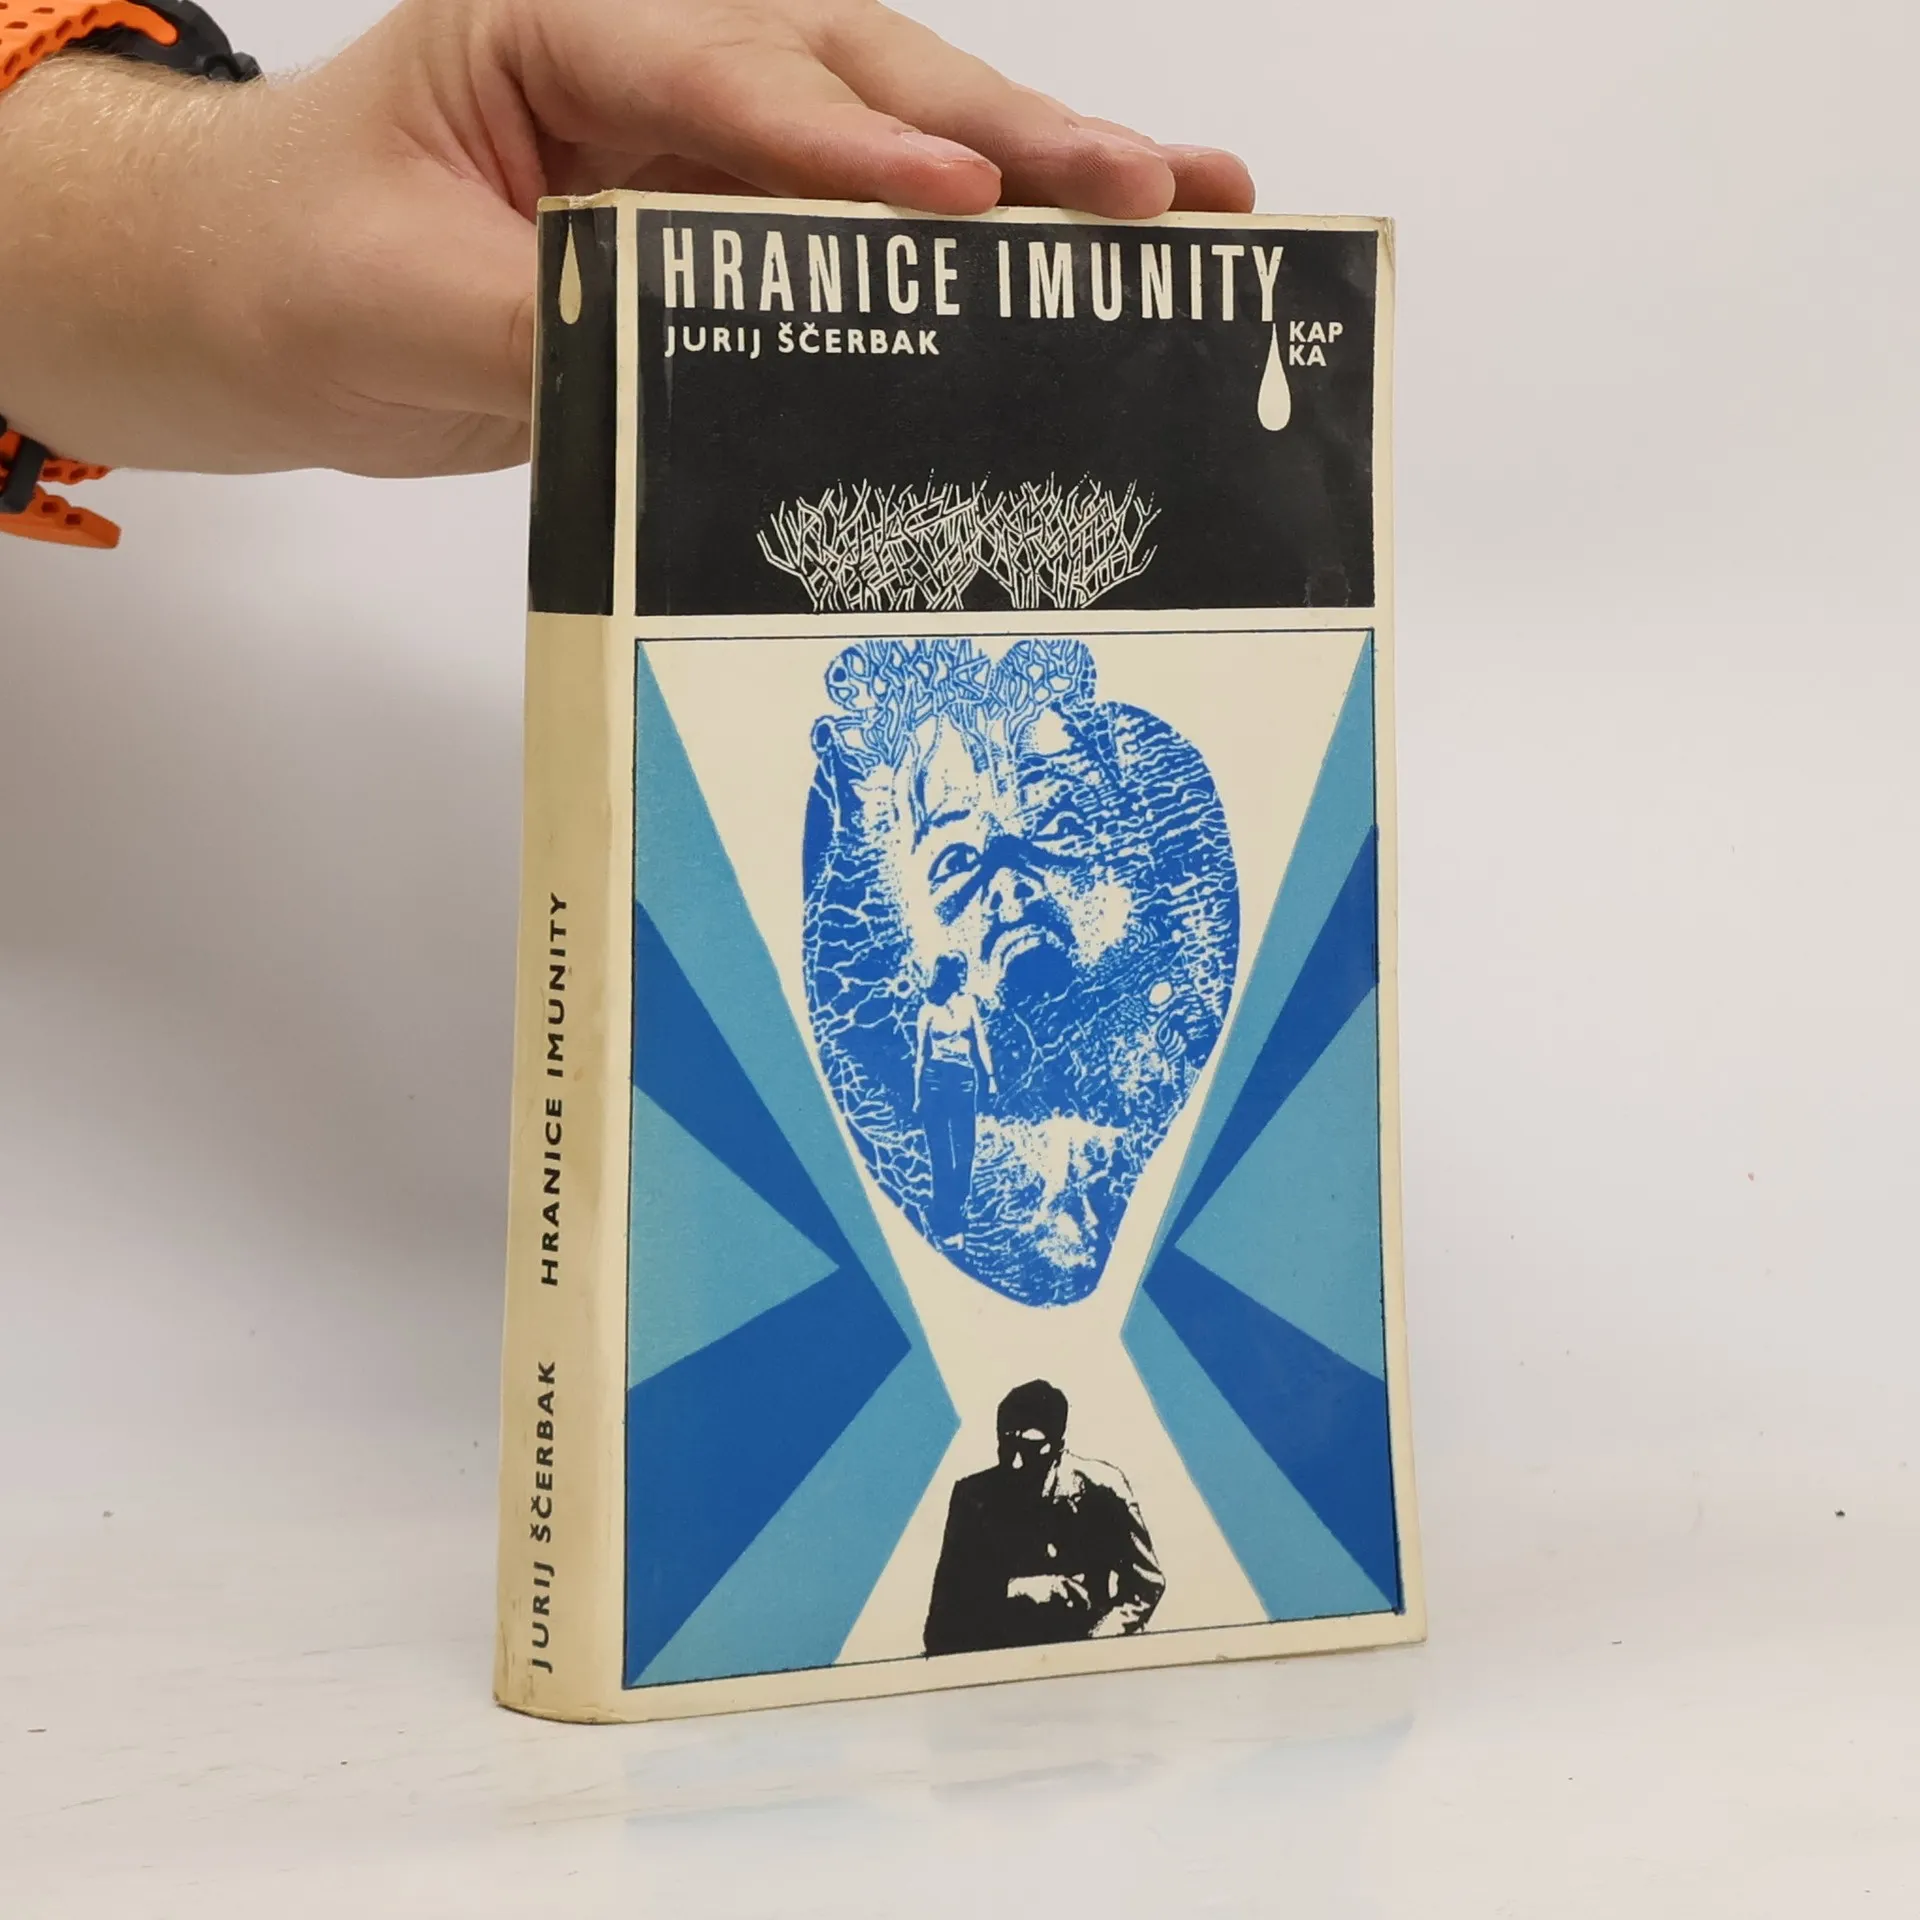 HRANICE IMUNITY
JURIJ ŠČERBAK
KAP
KA
JURIJ ŠČERBAK HRANICE IMUNITY